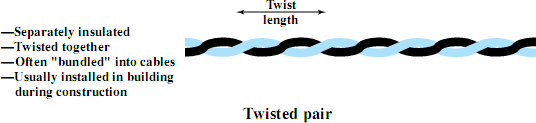 Twist
length
—Separately insulated
—Twisted together
—Often "bundled" into cables
—Usually installed in building
during construction
Twisted pair